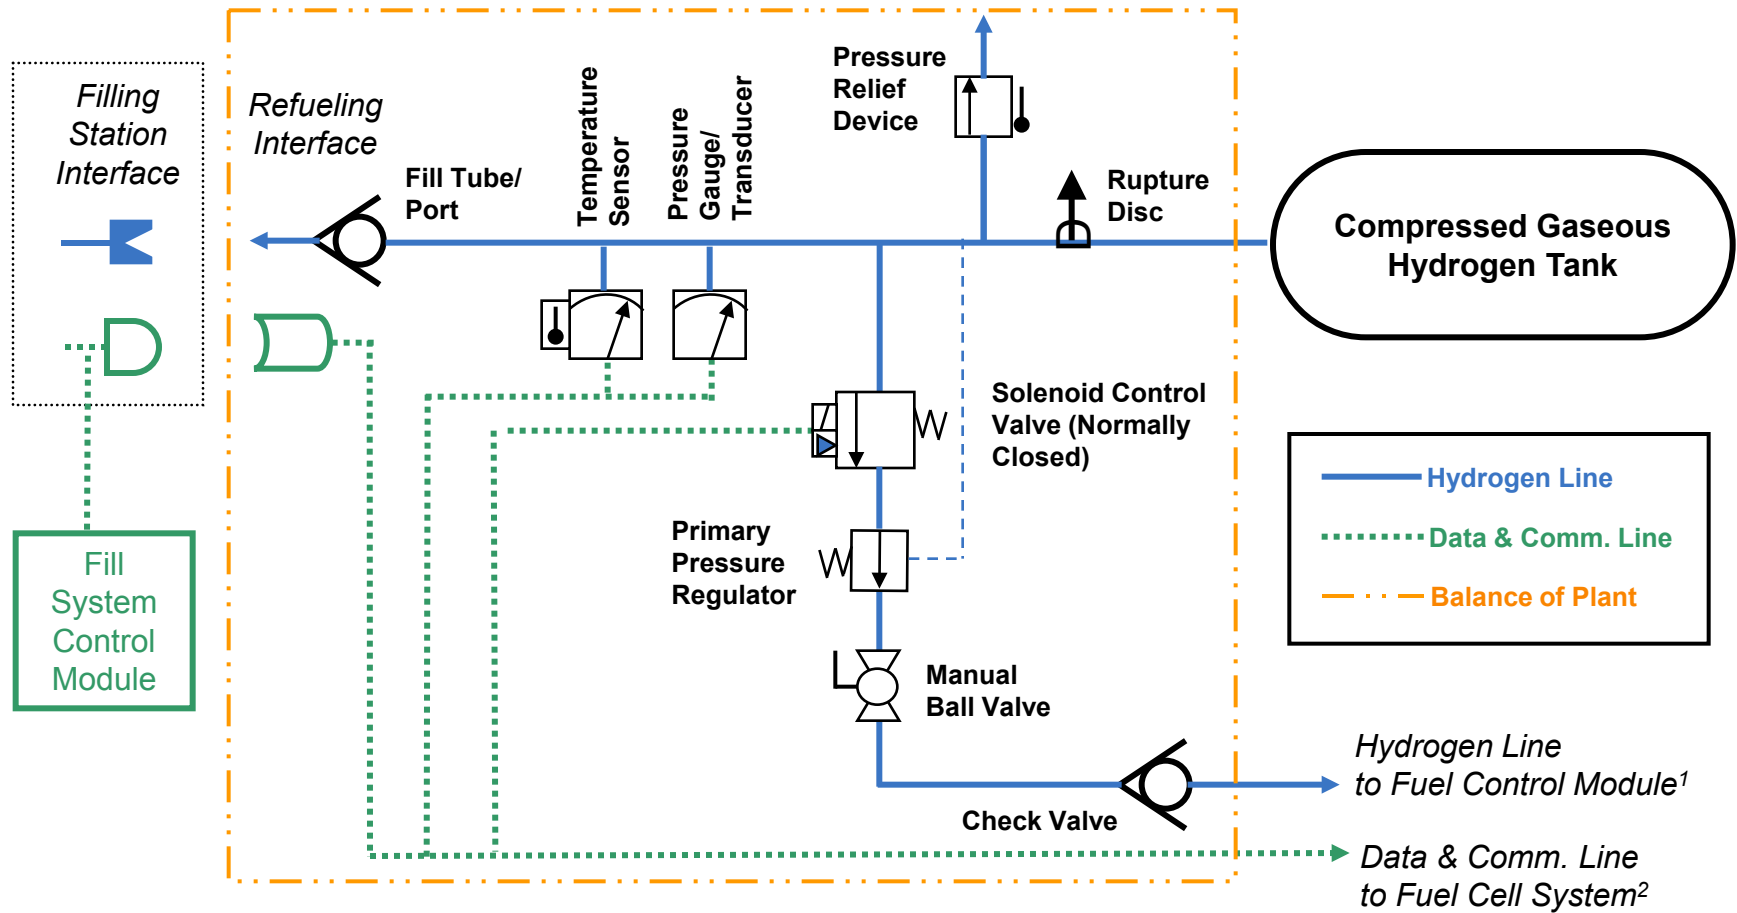 Filling
Station
Interface
Refueling
Interface
Fill Tube/
Port
Temperature
Sensor
Pressure
Gauge/
Transducer
Pressure
Relief
Device
Rupture
Disc
Compressed Gaseous
Hydrogen Tank
Solenoid Control
Valve (Normally
Closed)
Primary
Pressure
Regulator
Manual
Ball Valve
Check Valve
Fill
System
Control
Module
Hydrogen Line
Data & Comm. Line
Balance of Plant
Hydrogen Line
to Fuel Control Module¹
Data & Comm. Line
to Fuel Cell System²